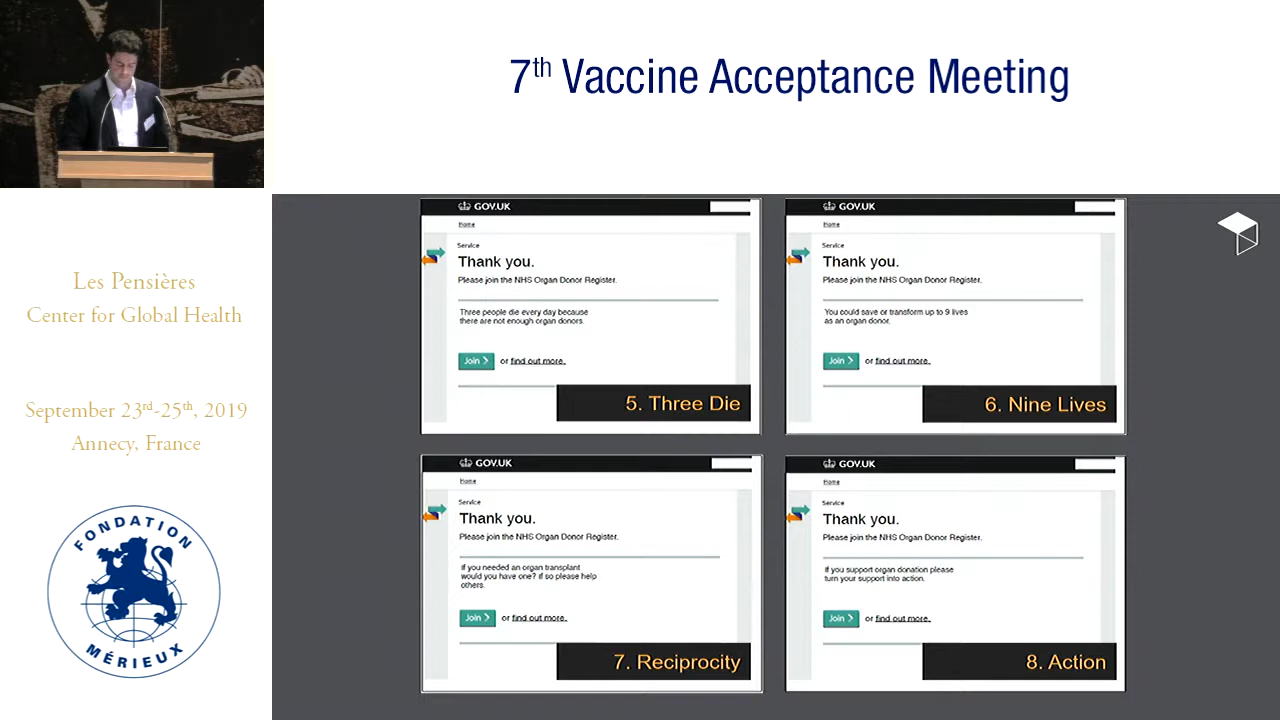 7th Vaccine Acceptance Meeting
Les Pensières
Center for Global Health
September 23rd-25th, 2019
Annecy, France
FONDATION
MÉRIEUX
GOV.UK
Home
Service
Thank you.
Please join the NHS Organ Donor Register.
Three people die every day because
there are not enough organ donors.
Join > or find out more.
5. Three Die
GOV.UK
Home
Service
Thank you.
Please join the NHS Organ Donor Register.
You could save or transform up to 9 lives
as an organ donor.
Join > or find out more.
6. Nine Lives
GOV.UK
Home
Service
Thank you.
Please join the NHS Organ Donor Register.
If you needed an organ transplant
would you have one? If so please help
others.
Join > or find out more.
7. Reciprocity
GOV.UK
Home
Service
Thank you.
Please join the NHS Organ Donor Register.
If you support organ donation please
turn your support into action.
Join > or find out more.
8. Action